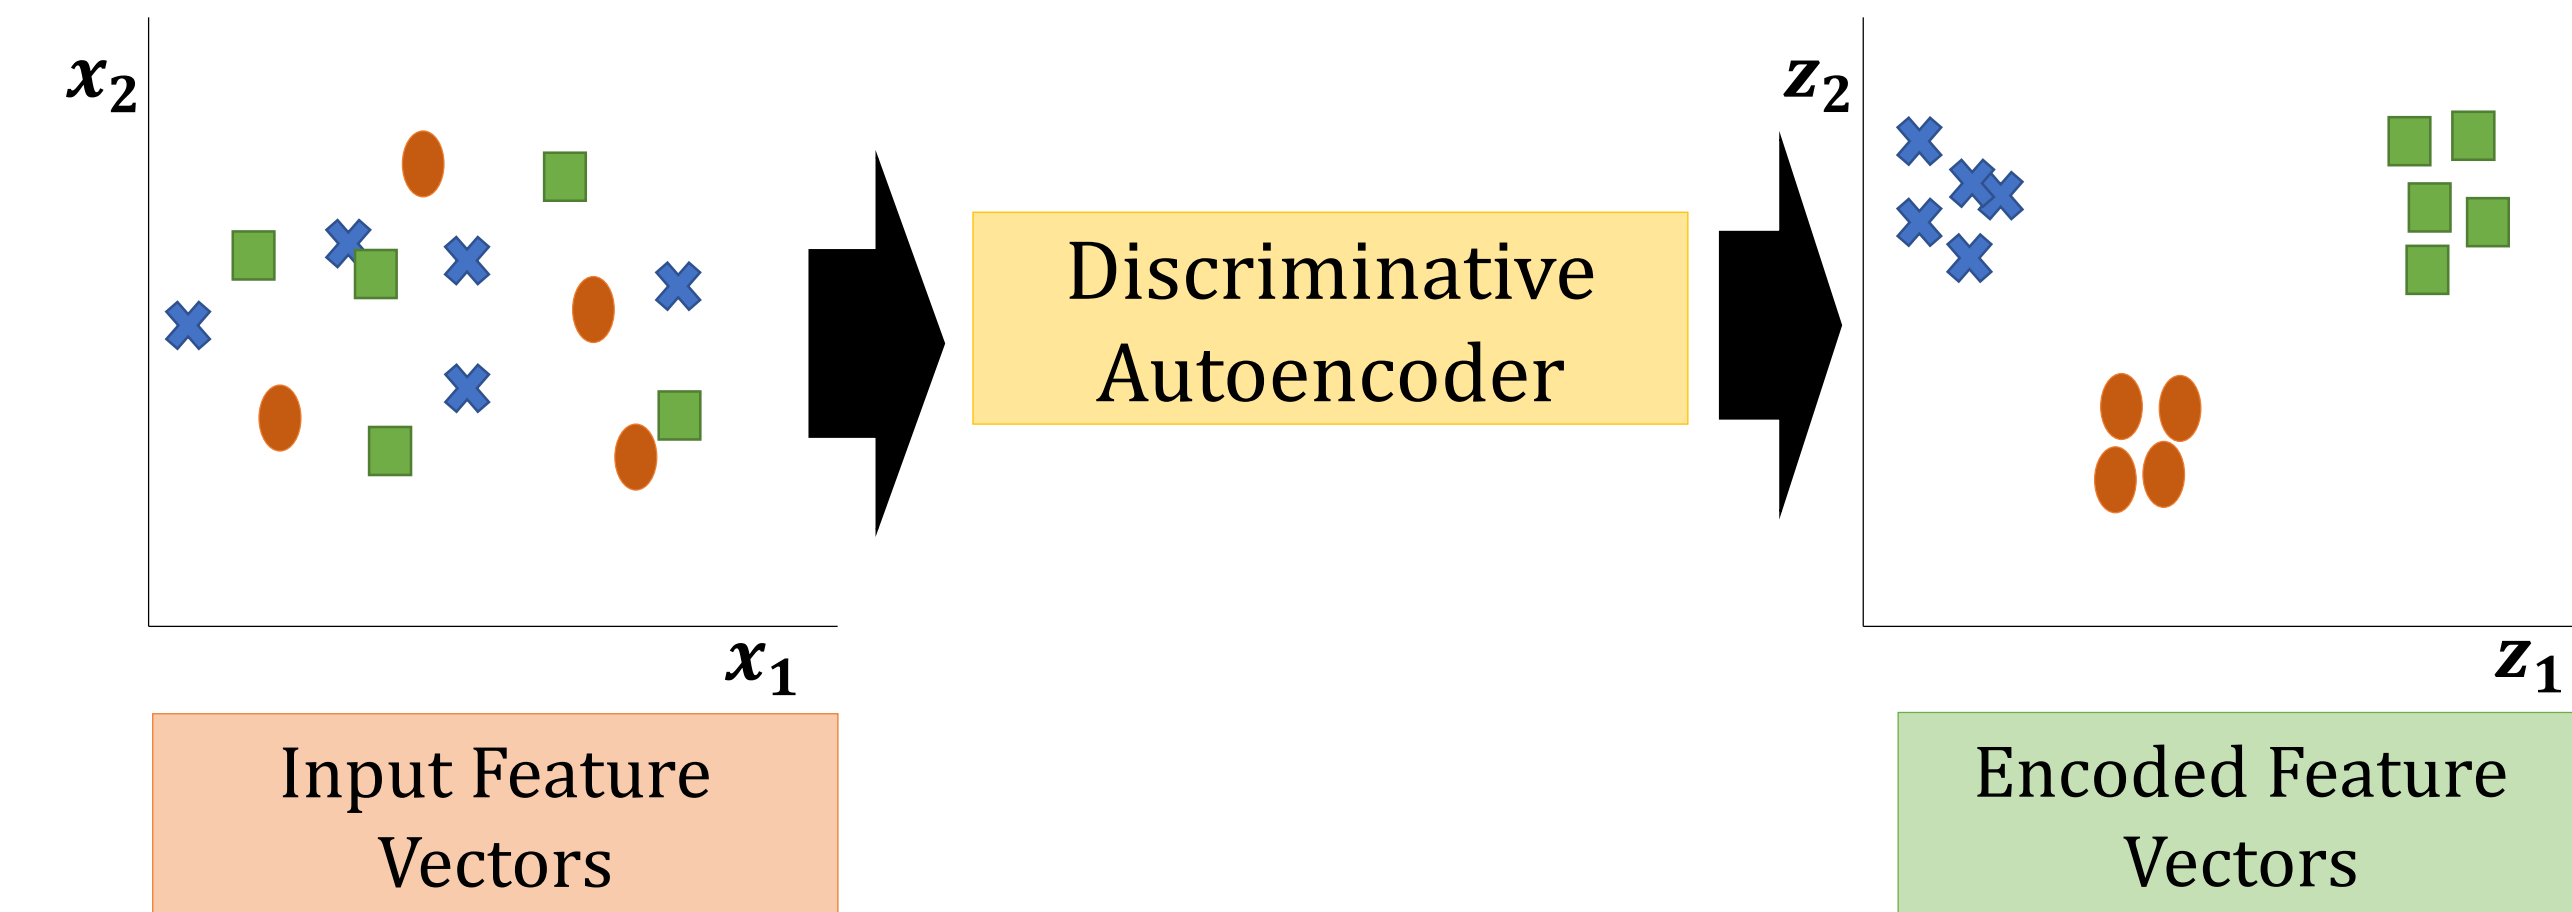 x₂
x₁
Input Feature
Vectors
Discriminative
Autoencoder
z₂
z₁
Encoded Feature
Vectors